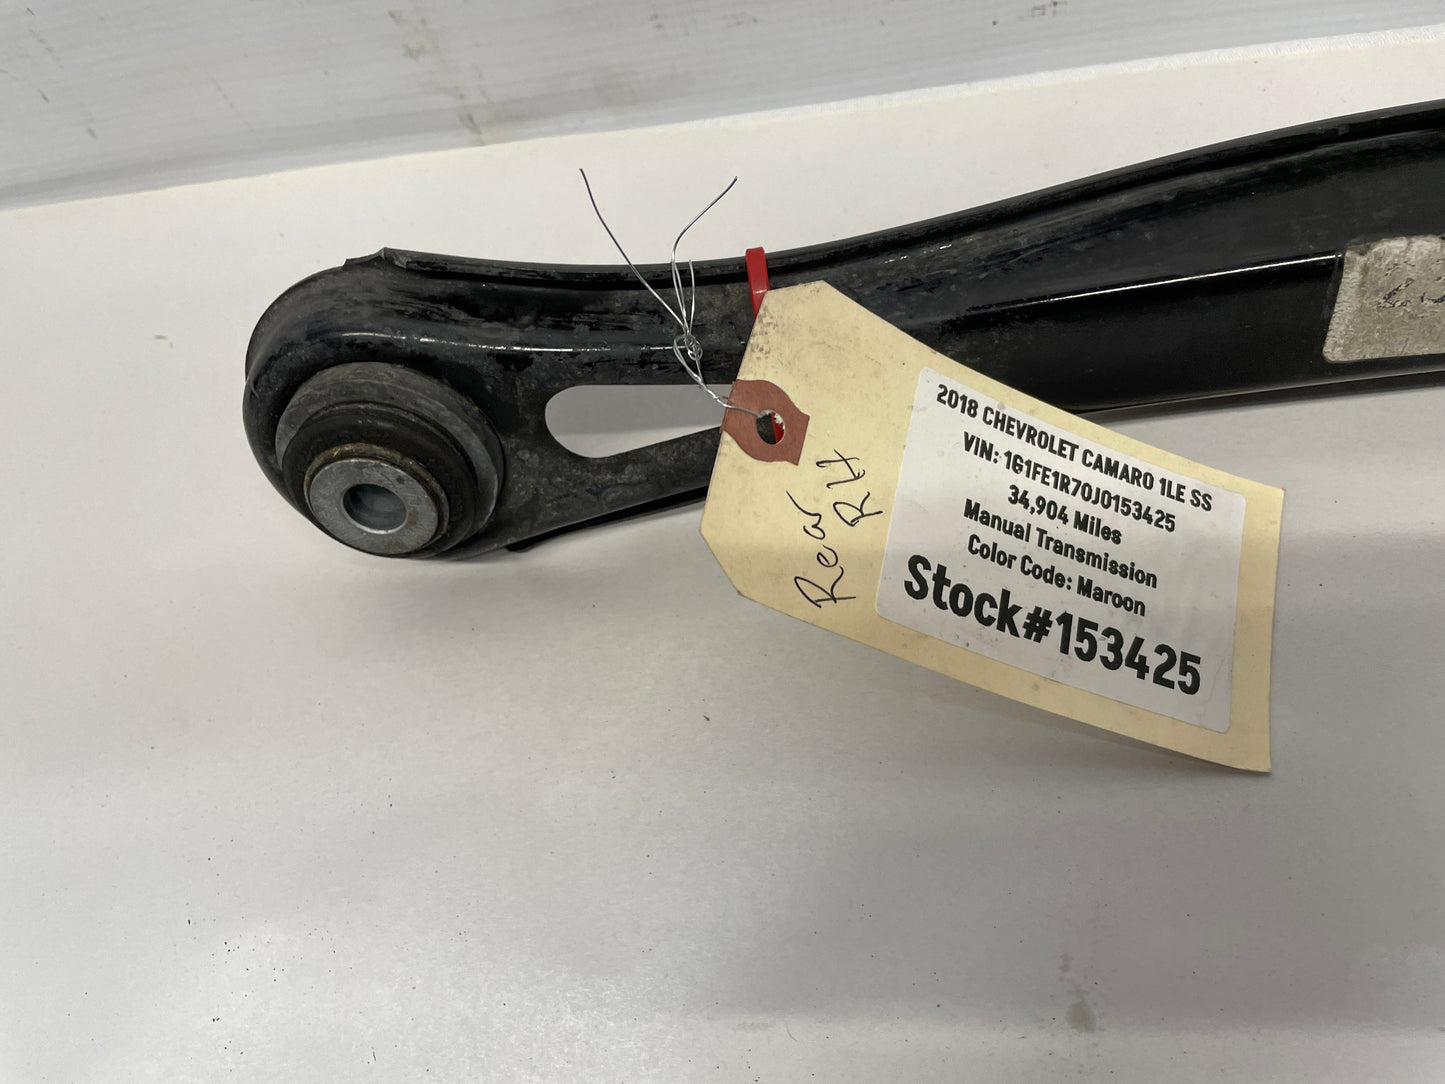 Rear
RH
2018 CHEVROLET CAMARO 1LE SS
VIN: 1G1FE1R70J0153425
34,904 Miles
Manual Transmission
Color Code: Maroon
Stock#153425